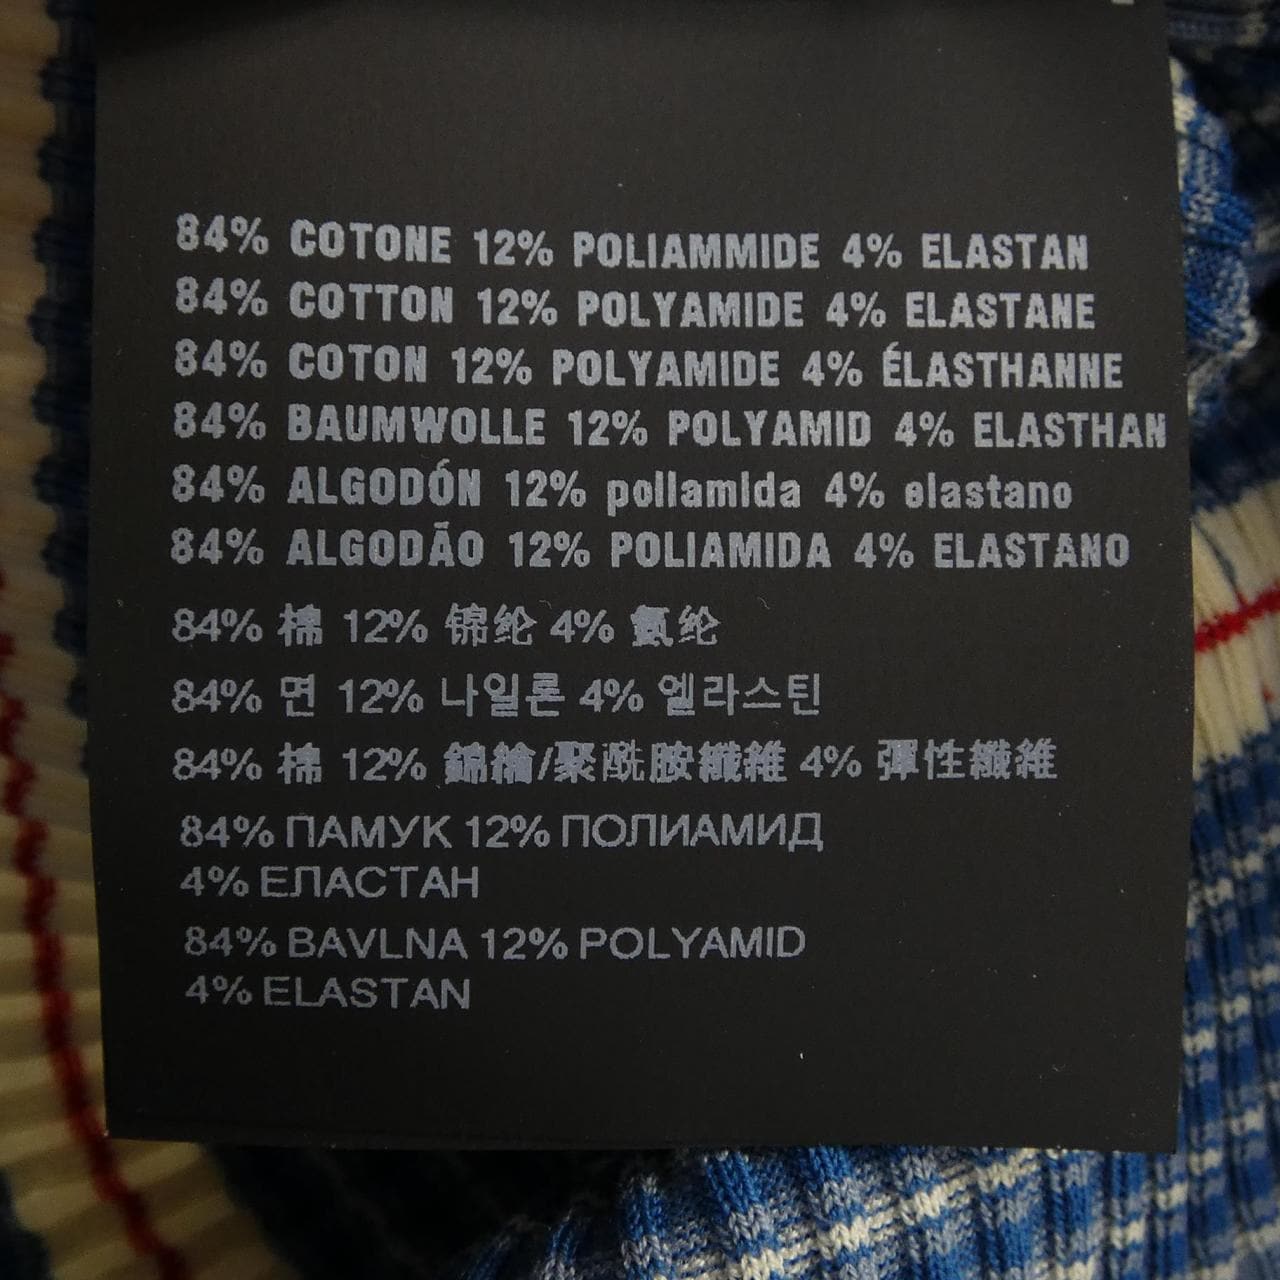 84% COTONE 12% POLIAMMIDE 4% ELASTAN
84% COTTON 12% POLYAMIDE 4% ELASTANE
84% COTON 12% POLYAMIDE 4% ÉLASTHANNE
84% BAUMWOLLE 12% POLYAMID 4% ELASTHAN
84% ALGODÓN 12% poliamida 4% elastano
84% ALGODÃO 12% POLIAMIDA 4% ELASTANO
84% 棉 12% 锦纶 4% 氨纶
84% 면 12% 나일론 4% 엘라스틴
84% 棉 12% 錦綸/聚酰胺纖維 4% 彈性纖維
84% ПАМУК 12% ПОЛИАМИД
4% ЕЛАСТАН
84% BAVLNA 12% POLYAMID
4% ELASTAN